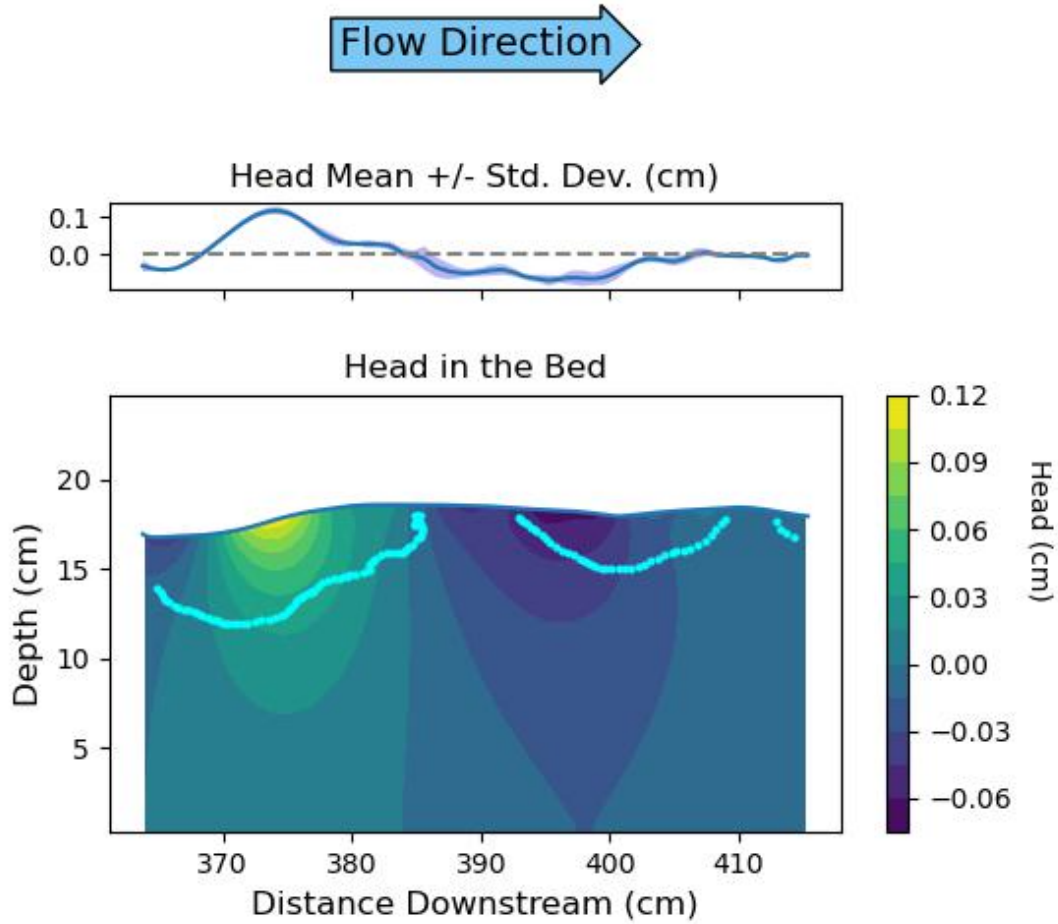 Flow Direction
Head Mean +/- Std. Dev. (cm)
0.1
0.0
Head in the Bed
20
15
10
5
Depth (cm)
370 380 390 400 410
Distance Downstream (cm)
0.12
0.09
0.06
0.03
0.00
−0.03
−0.06
Head (cm)